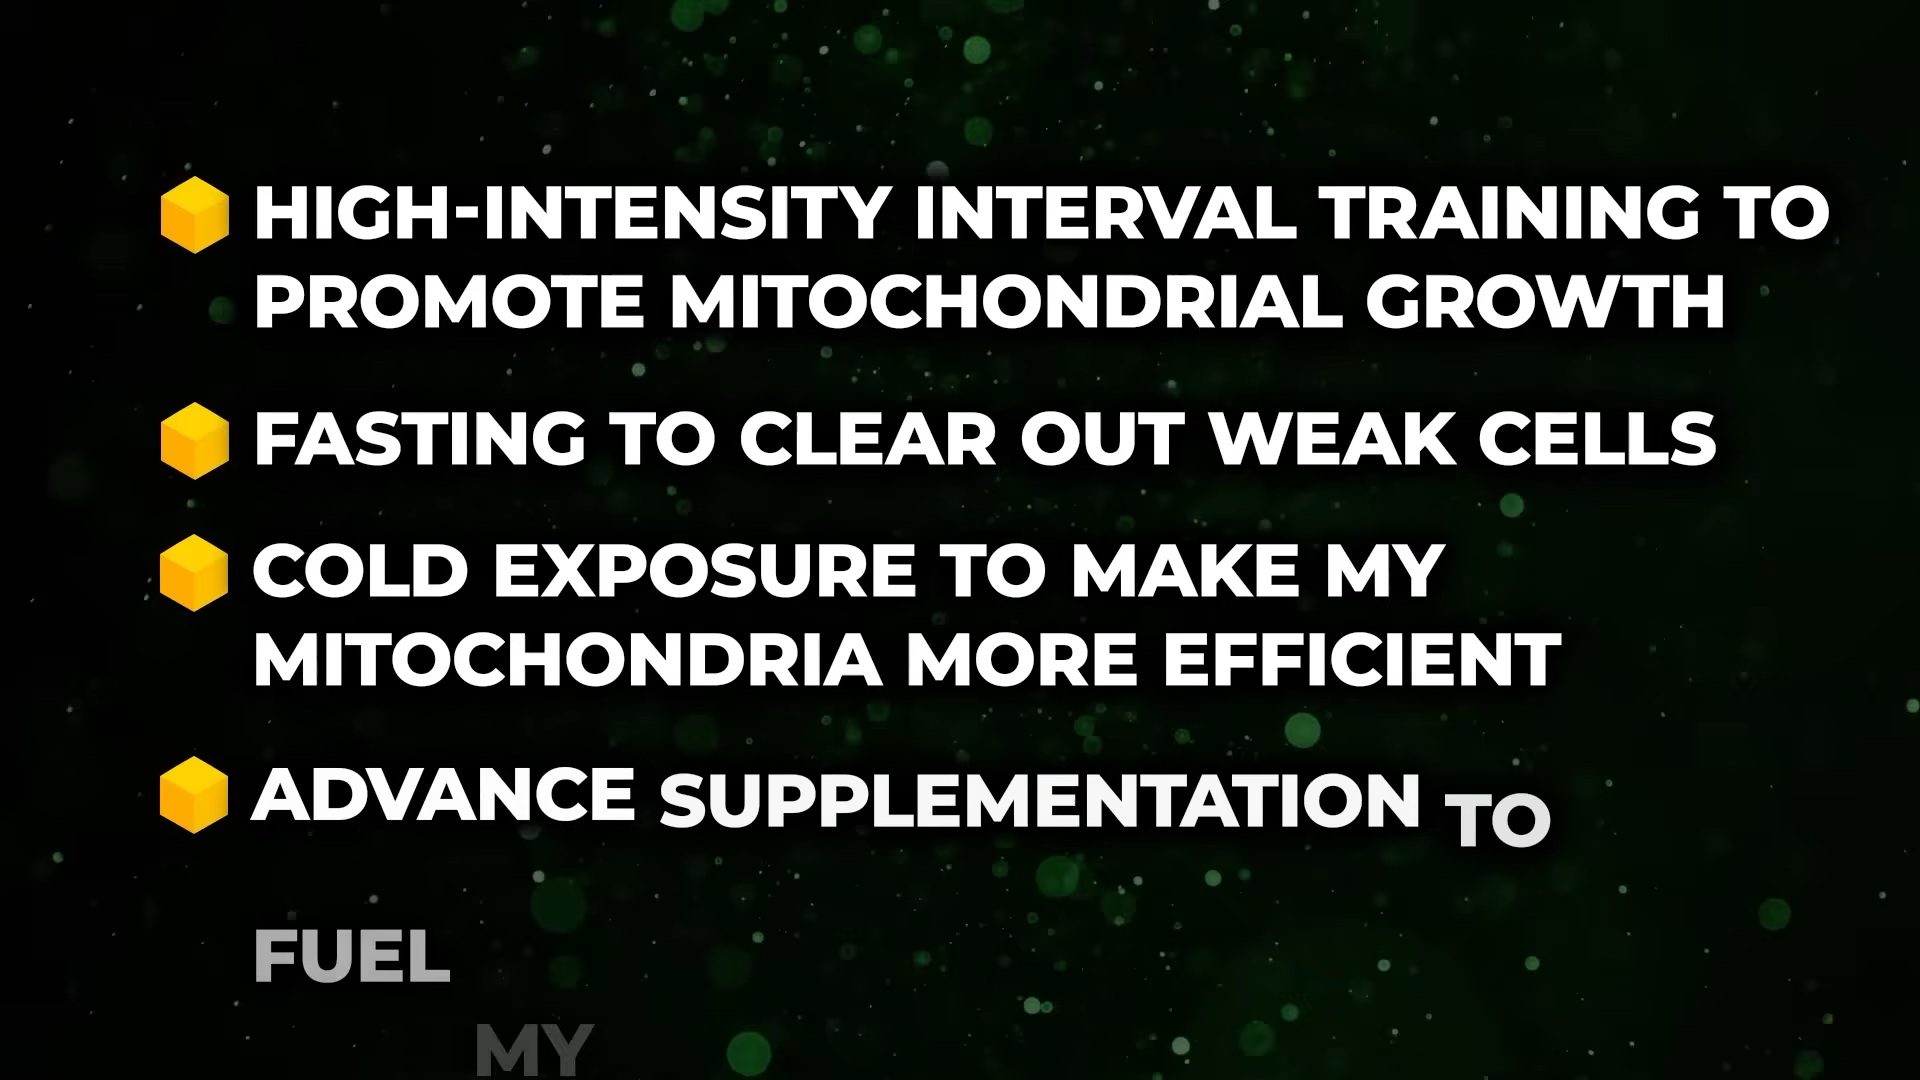 HIGH-INTENSITY INTERVAL TRAINING TO
PROMOTE MITOCHONDRIAL GROWTH
FASTING TO CLEAR OUT WEAK CELLS
COLD EXPOSURE TO MAKE MY
MITOCHONDRIA MORE EFFICIENT
ADVANCE SUPPLEMENTATION TO
FUEL
MY